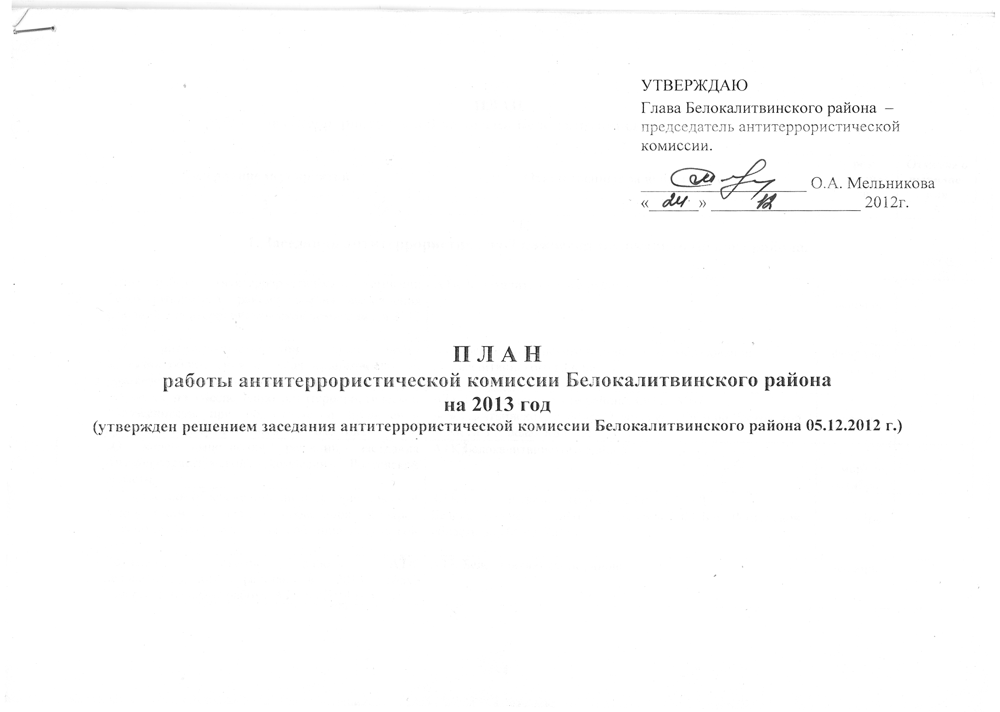 УТВЕРЖДАЮ
Глава Белокалитвинского района –
председатель антитеррористической
комиссии.
О.А. Мельникова
« 24 » 12 2012г.
П Л А Н
работы антитеррористической комиссии Белокалитвинского района
на 2013 год
(утвержден решением заседания антитеррористической комиссии Белокалитвинского района 05.12.2012 г.)